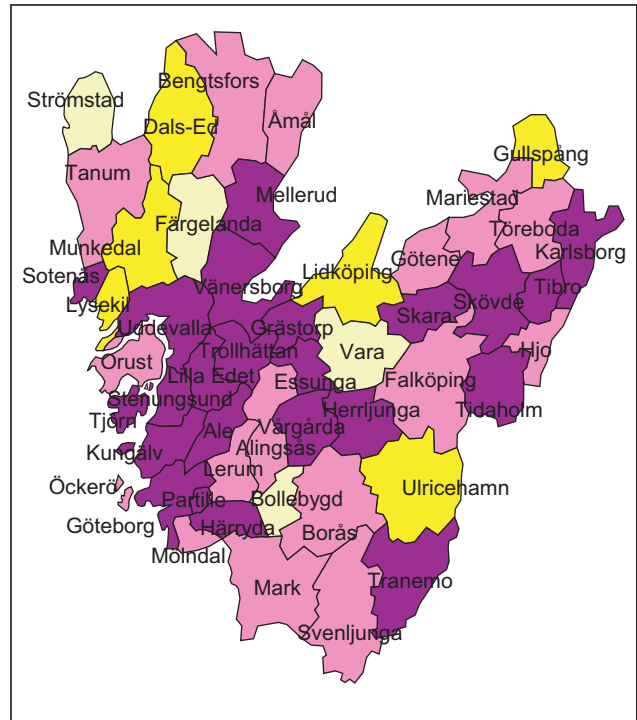 Bengtsfors
Strömstad
Åmål
Dals-Ed
Gullspång
Tanum
Mellerud
Mariestad
Färgelanda
Töreboda
Munkedal
Karlsborg
Götene
Sotenäs
Lidköping
Vänersborg
Tibro
Lysekil
Skövde
Skara
Uddevalla
Grästorp
Trollhättan
Vara
Hjo
Orust
Lilla Edet
Essunga
Falköping
Stenungsund
Herrljunga
Tidaholm
Tjörn
Vårgårda
Ale
Alingsås
Kungälv
Lerum
Öckerö
Ulricehamn
Partille
Bollebygd
Göteborg
Härryda
Borås
Mölndal
Tranemo
Mark
Svenljunga